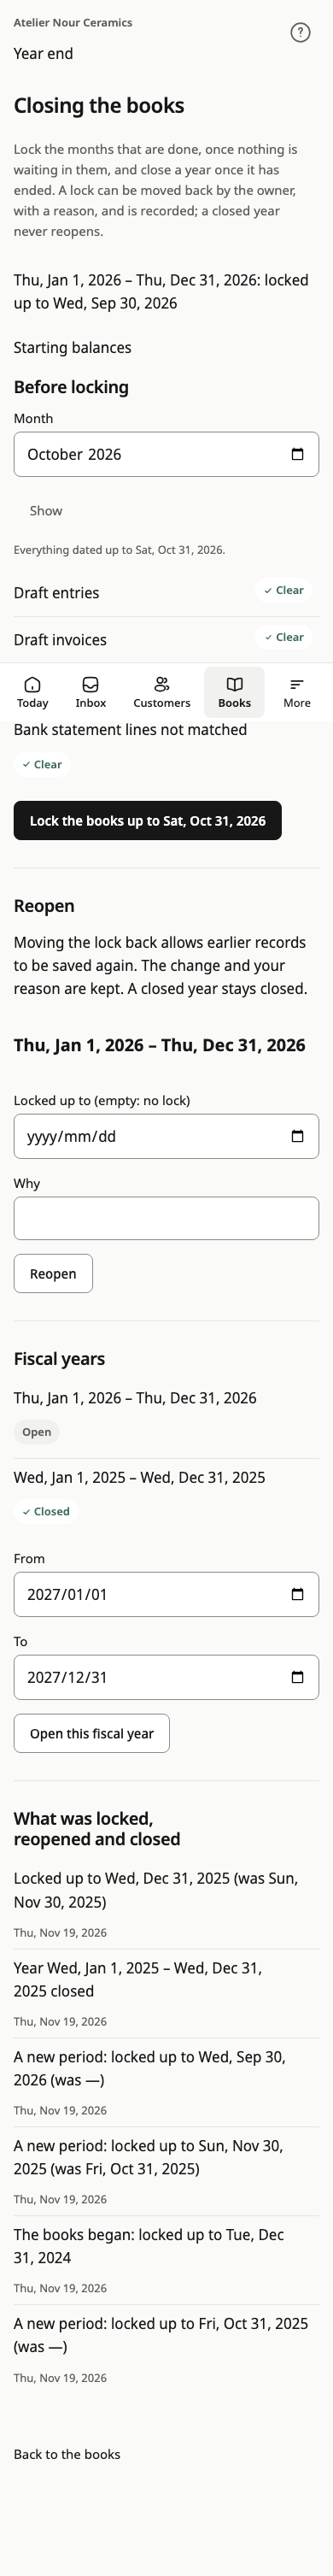 Atelier Nour Ceramics
Year end
Closing the books
Lock the months that are done, once nothing is
waiting in them, and close a year once it has
ended. A lock can be moved back by the owner,
with a reason, and is recorded; a closed year
never reopens.
Thu, Jan 1, 2026 – Thu, Dec 31, 2026: locked
up to Wed, Sep 30, 2026
Starting balances
Before locking
Month
October 2026
Show
Everything dated up to Sat, Oct 31, 2026.
Draft entries
Clear
Draft invoices
Clear
Today
Inbox
Customers
Books
More
Bank statement lines not matched
Clear
Lock the books up to Sat, Oct 31, 2026
Reopen
Moving the lock back allows earlier records
to be saved again. The change and your
reason are kept. A closed year stays closed.
Thu, Jan 1, 2026 – Thu, Dec 31, 2026
Locked up to (empty: no lock)
yyyy/mm/dd
Why
Reopen
Fiscal years
Thu, Jan 1, 2026 – Thu, Dec 31, 2026
Open
Wed, Jan 1, 2025 – Wed, Dec 31, 2025
Closed
From
2027/01/01
To
2027/12/31
Open this fiscal year
What was locked,
reopened and closed
Locked up to Wed, Dec 31, 2025 (was Sun,
Nov 30, 2025)
Thu, Nov 19, 2026
Year Wed, Jan 1, 2025 – Wed, Dec 31,
2025 closed
Thu, Nov 19, 2026
A new period: locked up to Wed, Sep 30,
2026 (was —)
Thu, Nov 19, 2026
A new period: locked up to Sun, Nov 30,
2025 (was Fri, Oct 31, 2025)
Thu, Nov 19, 2026
The books began: locked up to Tue, Dec
31, 2024
Thu, Nov 19, 2026
A new period: locked up to Fri, Oct 31, 2025
(was —)
Thu, Nov 19, 2026
Back to the books